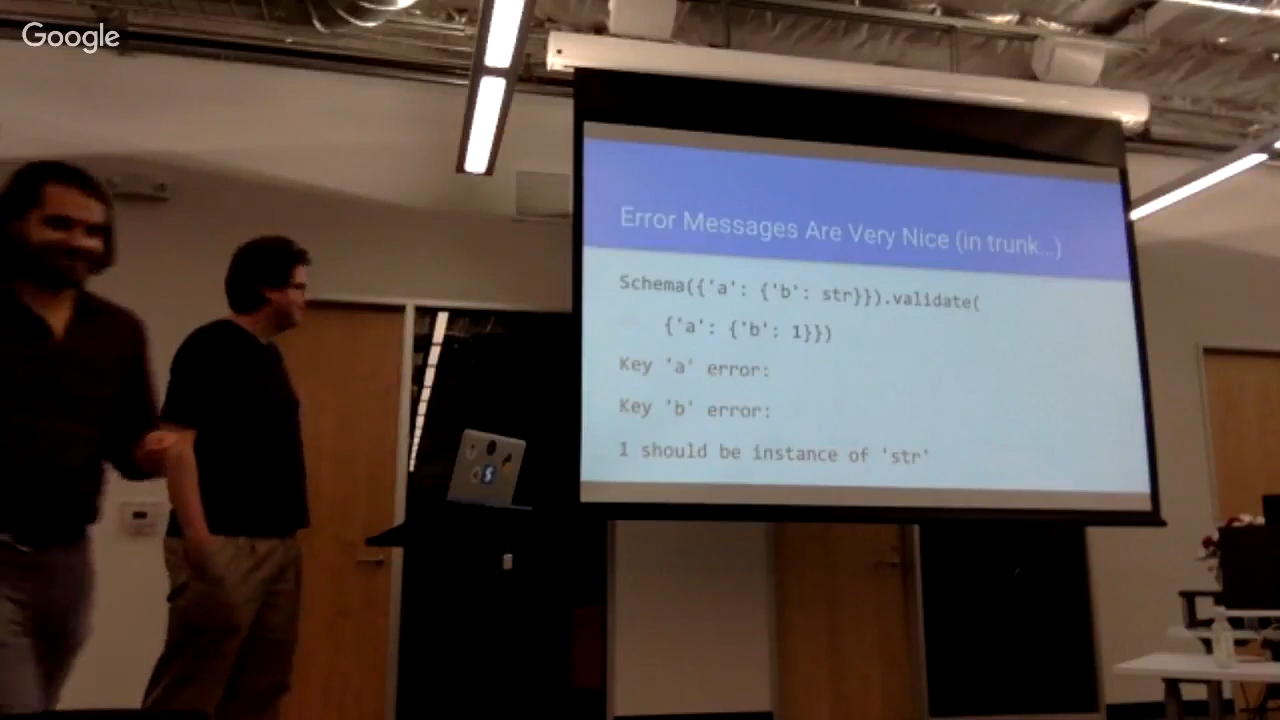 Google
Error Messages Are Very Nice (in trunk...)
Schema({'a': {'b': str}}).validate(
{'a': {'b': 1}})
Key 'a' error:
Key 'b' error:
1 should be instance of 'str'